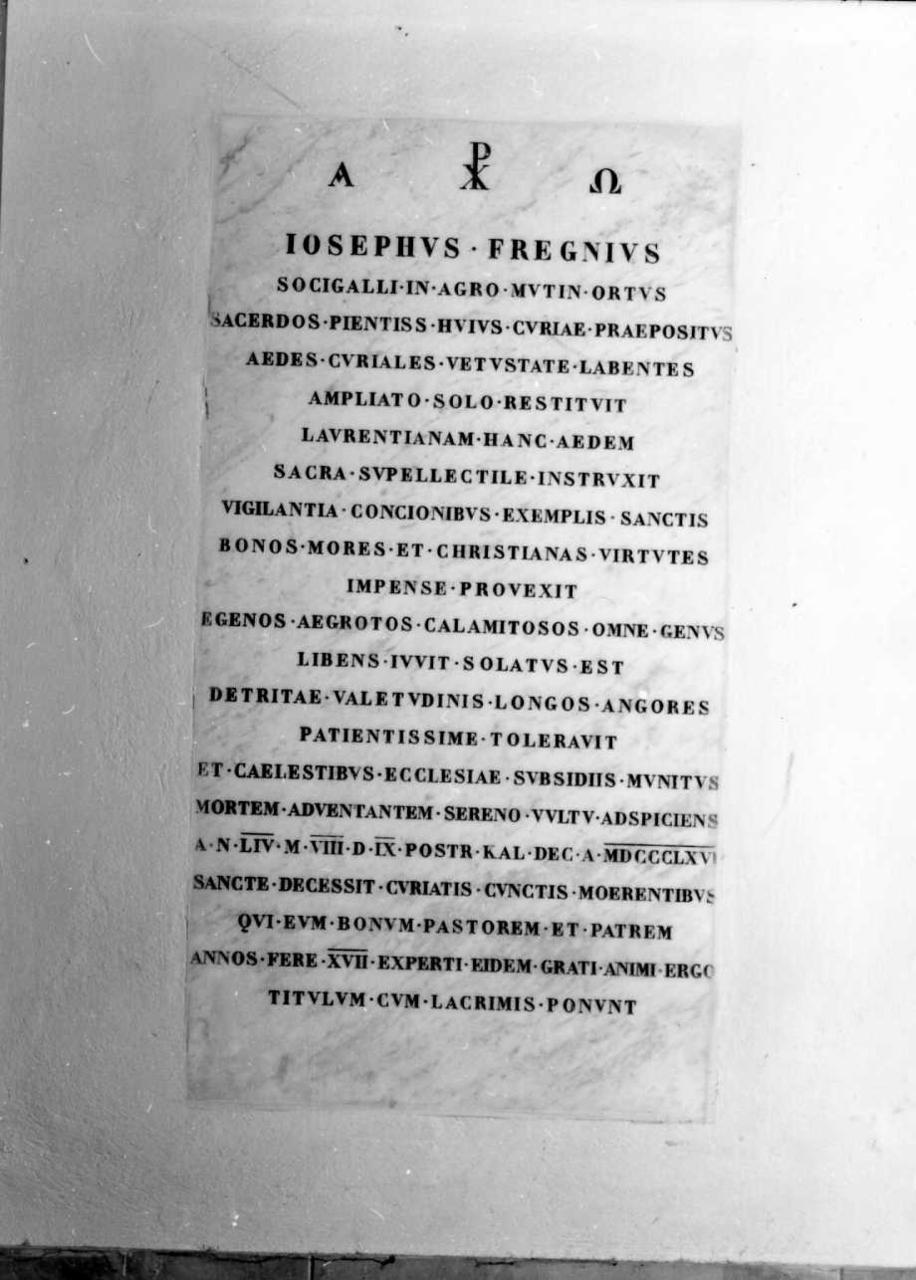 Α ☧ Ω
IOSEPHVS · FREGNIVS
SOCIGALLI · IN · AGRO · MVTIN · ORTVS
SACERDOS · PIENTISS · HVIVS · CVRIAE · PRAEPOSITVS
AEDES · CVRIALES · VETVSTATE · LABENTES
AMPLIATO · SOLO · RESTITVIT
LAVRENTIANAM · HANC · AEDEM
SACRA · SVPELLECTILE · INSTRVXIT
VIGILANTIA · CONCIONIBVS · EXEMPLIS · SANCTIS
BONOS · MORES · ET · CHRISTIANAS · VIRTVTES
IMPENSE · PROVEXIT
EGENOS · AEGROTOS · CALAMITOSOS · OMNE · GENVS
LIBENS · IVVIT · SOLATVS · EST
DETRITAE · VALETVDINIS · LONGOS · ANGORES
PATIENTISSIME · TOLERAVIT
ET · CAELESTIBVS · ECCLESIAE · SVBSIDIIS · MVNITVS
MORTEM · ADVENTANTEM · SERENO · VVLTV · ADSPICIENS
A · N · LIV · M · VIII · D · IX · POSTR · KAL · DEC · A · MDCCCLXVI
SANCTE · DECESSIT · CVRIATIS · CVNCTIS · MOERENTIBVS
QVI · EVM · BONVM · PASTOREM · ET · PATREM
ANNOS · FERE · XVII · EXPERTI · EIDEM · GRATI · ANIMI · ERGO
TITVLVM · CVM · LACRIMIS · PONVNT